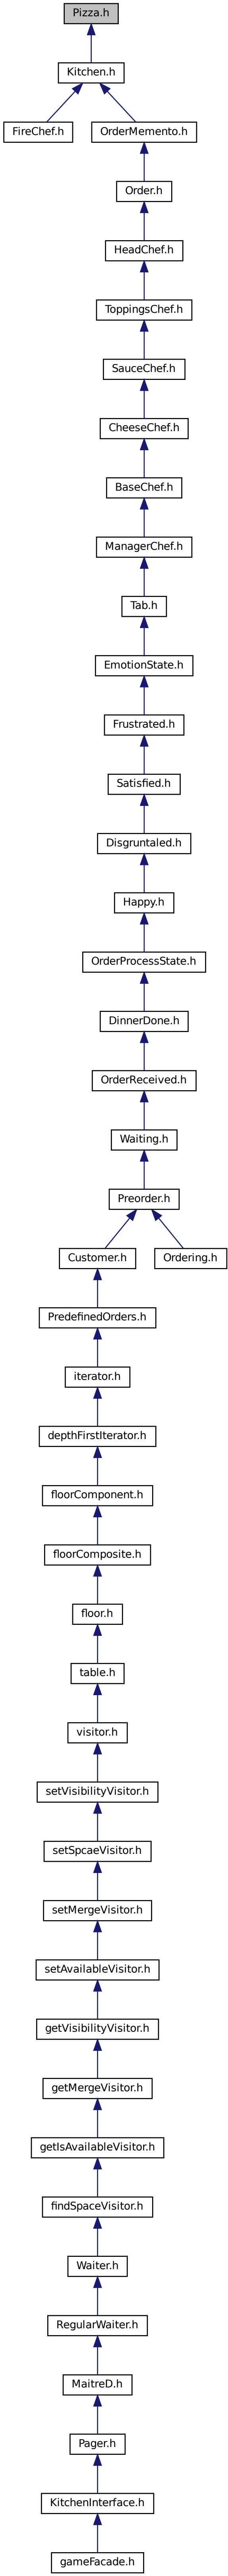 Pizza.h
Kitchen.h
FireChef.h
OrderMemento.h
Order.h
HeadChef.h
ToppingsChef.h
SauceChef.h
CheeseChef.h
BaseChef.h
ManagerChef.h
Tab.h
EmotionState.h
Frustrated.h
Satisfied.h
Disgruntaled.h
Happy.h
OrderProcessState.h
DinnerDone.h
OrderReceived.h
Waiting.h
Preorder.h
Customer.h
Ordering.h
PredefinedOrders.h
iterator.h
depthFirstIterator.h
floorComponent.h
floorComposite.h
floor.h
table.h
visitor.h
setVisibilityVisitor.h
setSpcaeVisitor.h
setMergeVisitor.h
setAvailableVisitor.h
getVisibilityVisitor.h
getMergeVisitor.h
getIsAvailableVisitor.h
findSpaceVisitor.h
Waiter.h
RegularWaiter.h
MaitreD.h
Pager.h
KitchenInterface.h
gameFacade.h